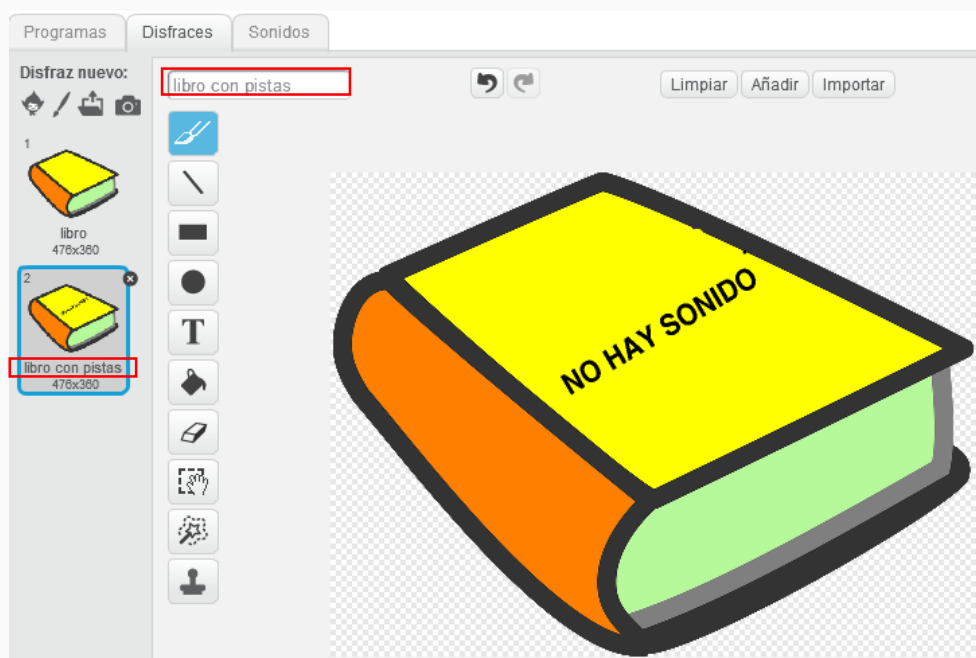 Programas
Disfraces
Sonidos
Disfraz nuevo:
libro con pistas
Limpiar
Añadir
Importar
1
libro
476x360
2
libro con pistas
476x360
T
NO HAY SONIDO